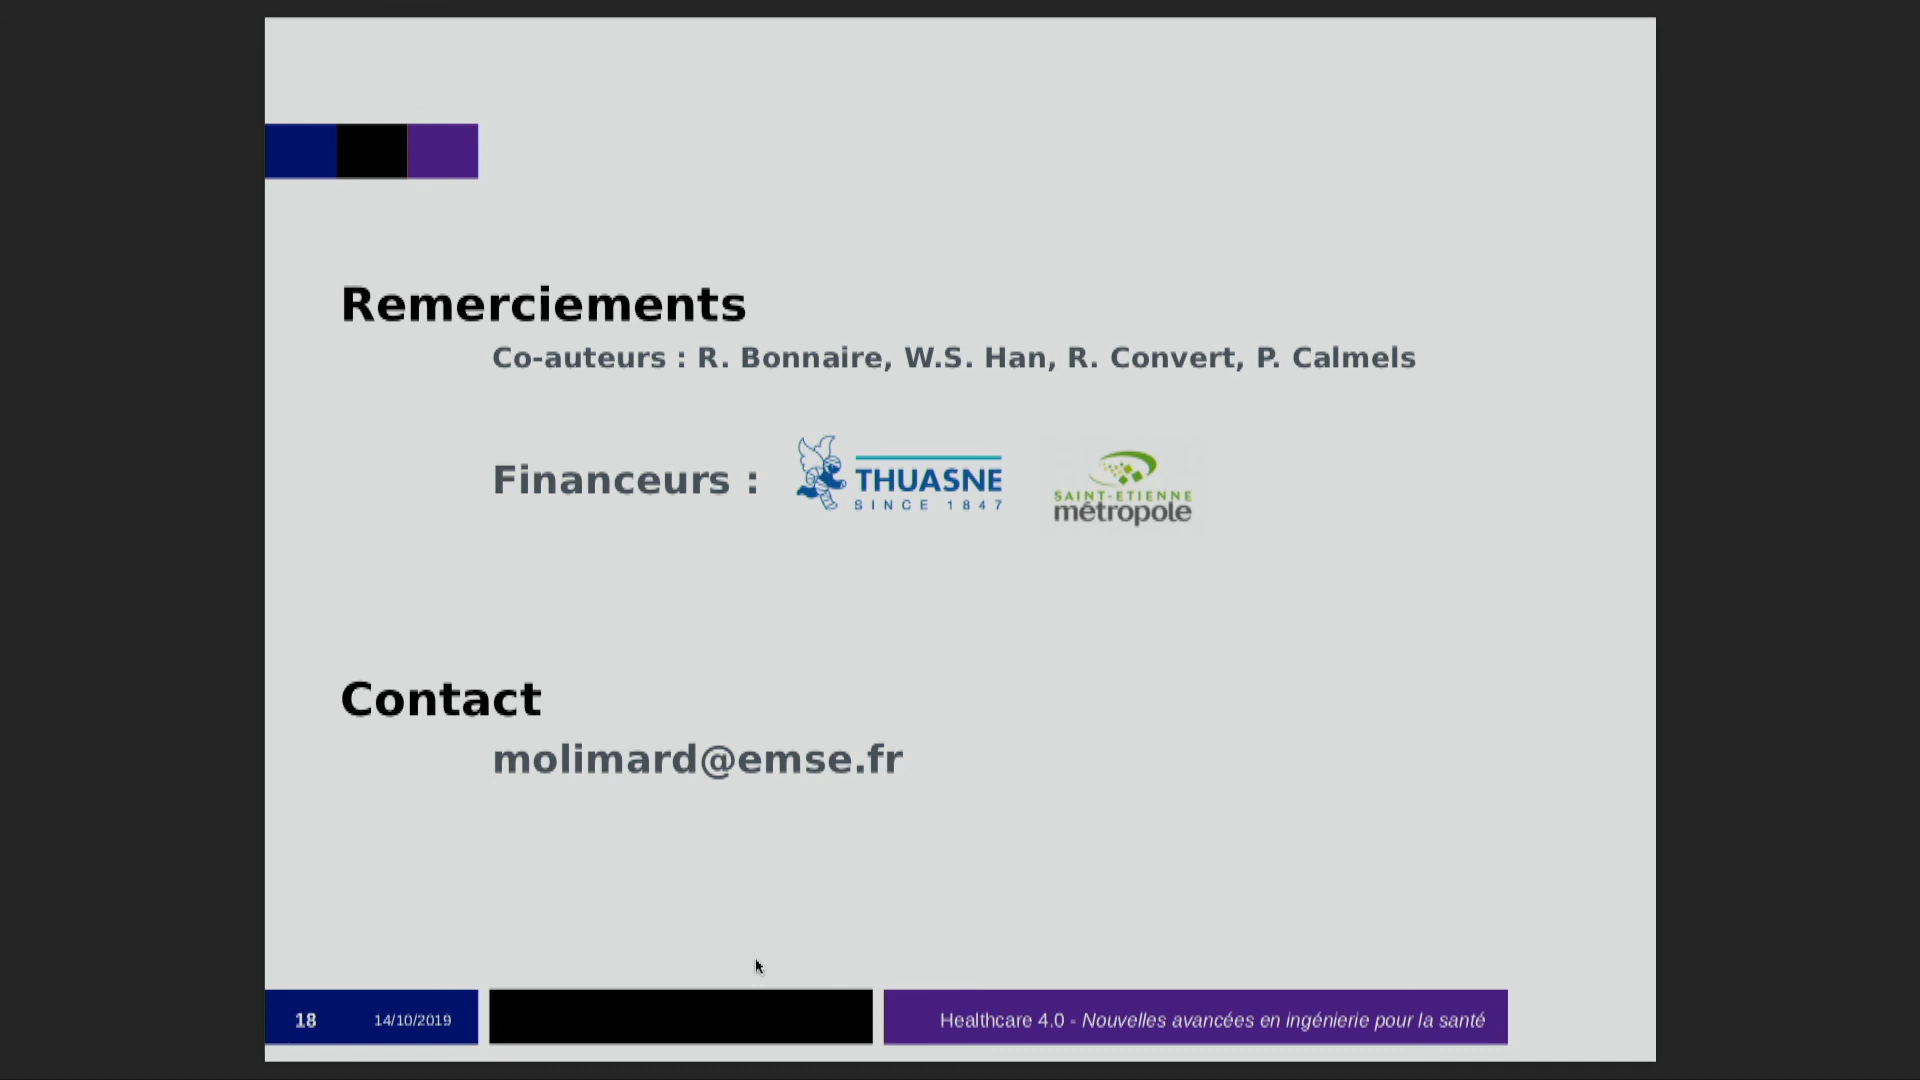 Remerciements
Co-auteurs : R. Bonnaire, W.S. Han, R. Convert, P. Calmels
Financeurs :
THUASNE
SINCE 1847
SAINT-ETIENNE
métropole
Contact
molimard@emse.fr
18 14/10/2019 Healthcare 4.0 - Nouvelles avancées en ingénierie pour la santé